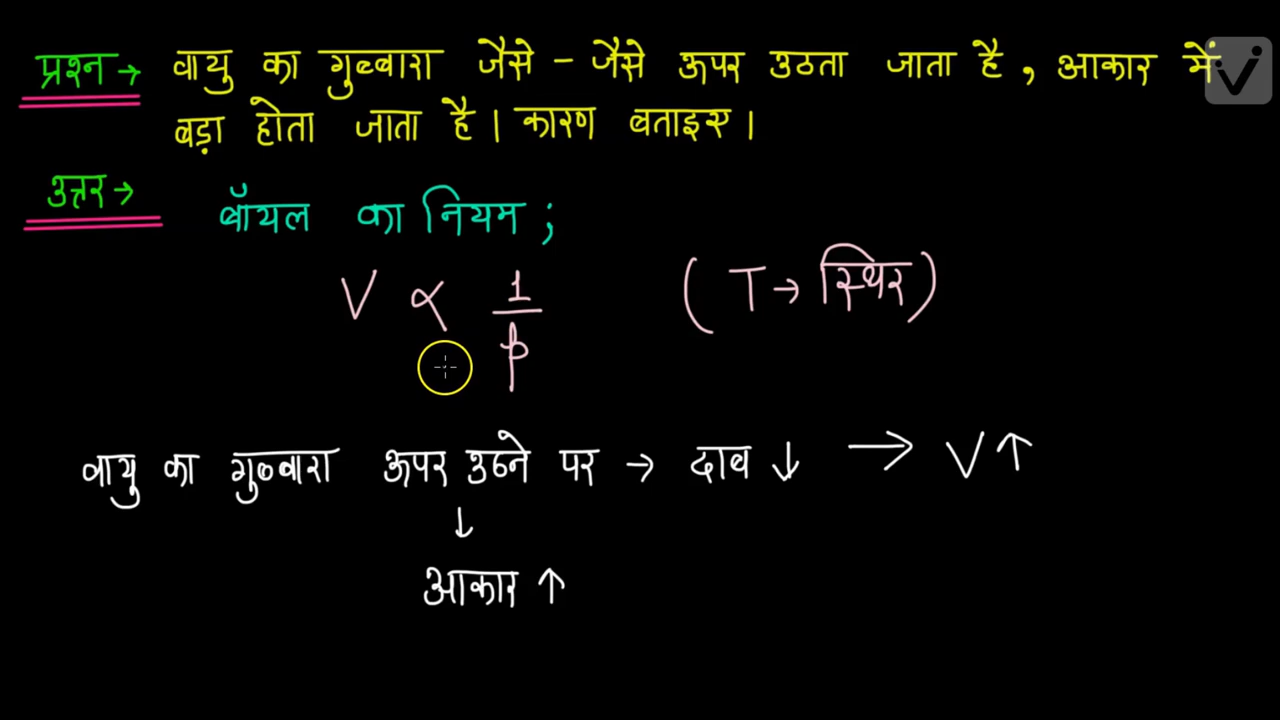 प्रश्न → वायु का गुब्बारा जैसे - जैसे ऊपर उठता जाता है, आकार में
बड़ा होता जाता है। कारण बताइए।
उत्तर → बॉयल का नियम ;
V ∝ 1/P (T → स्थिर)
वायु का गुब्बारा ऊपर उठने पर → दाब ↓ → V ↑
↓
आकार ↑